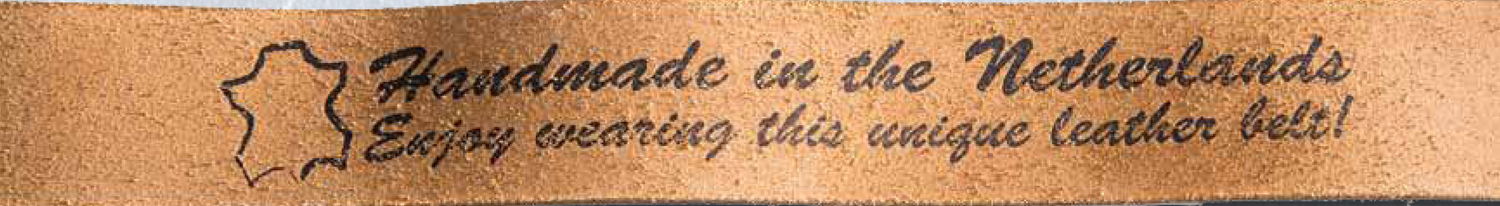 Handmade in the Netherlands
Enjoy wearing this unique leather belt!